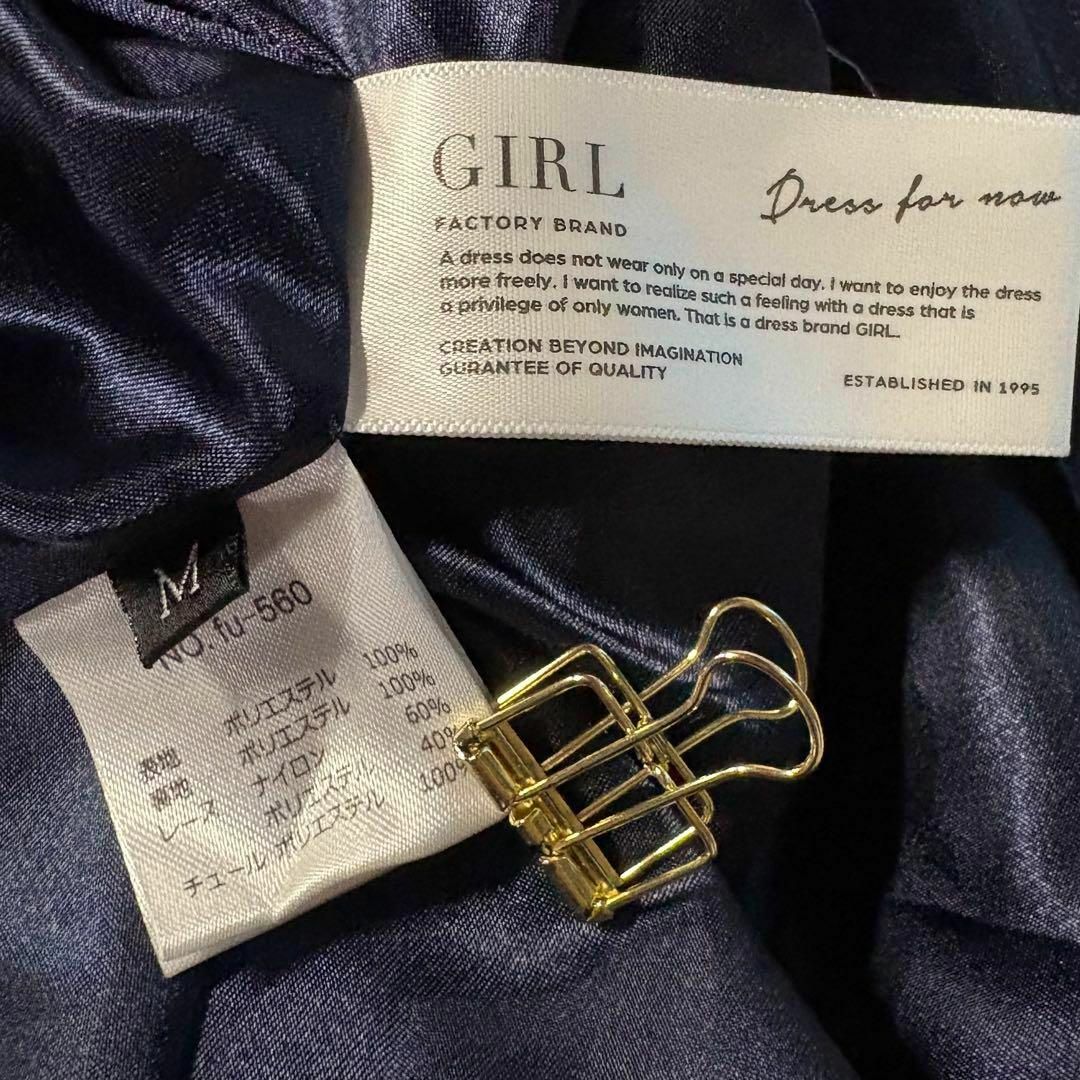 GIRL
Dress for now
FACTORY BRAND
A dress does not wear only on a special day. I want to enjoy the dress
more freely. I want to realize such a feeling with a dress that is
a privilege of only women. That is a dress brand GIRL.
CREATION BEYOND IMAGINATION
GURANTEE OF QUALITY
ESTABLISHED IN 1995
M
NO.fu-560
表地 ポリエステル 100%
裏地 ポリエステル 100%
レース ナイロン 60%
ポリエステル 40%
チュール ポリエステル 100%